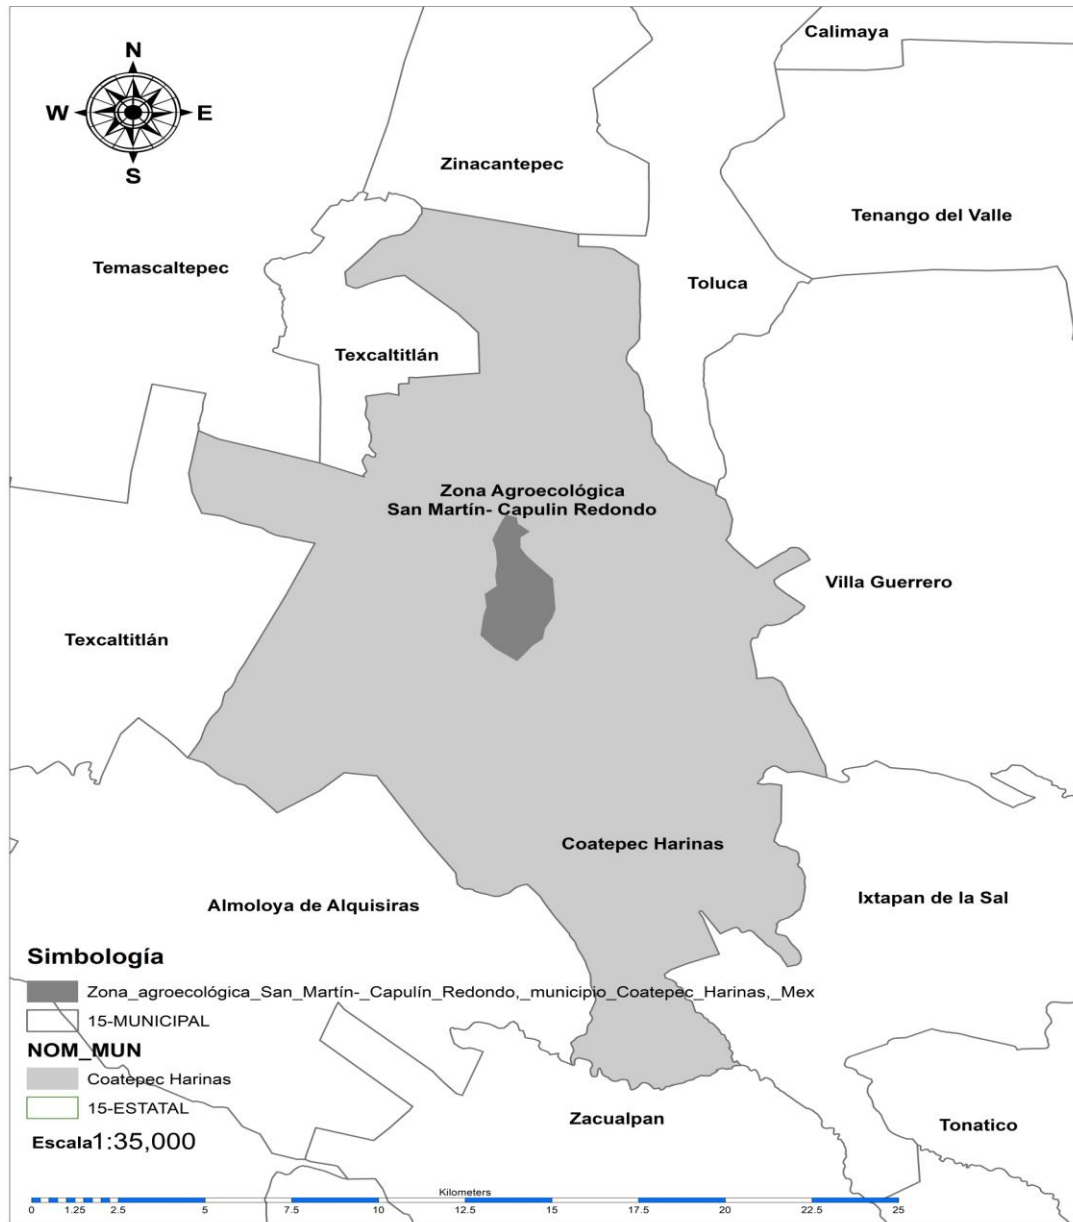 N
W
E
S
Calimaya
Zinacantepec
Tenango del Valle
Temascaltepec
Toluca
Texcaltitlán
Zona Agroecológica
San Martín- Capulin Redondo
Villa Guerrero
Texcaltitlán
Coatepec Harinas
Almoloya de Alquisiras
Ixtapan de la Sal
Simbología
Zona_agroecológica_San_Martín-_Capulín_Redondo,_municipio_Coatepec_Harinas,_Mex
15-MUNICIPAL
NOM_MUN
Coatepec Harinas
15-ESTATAL
Zacualpan
Tonatico
Escala1:35,000
Kilometers
0 1.25 2.5 5 7.5 10 12.5 15 17.5 20 22.5 25